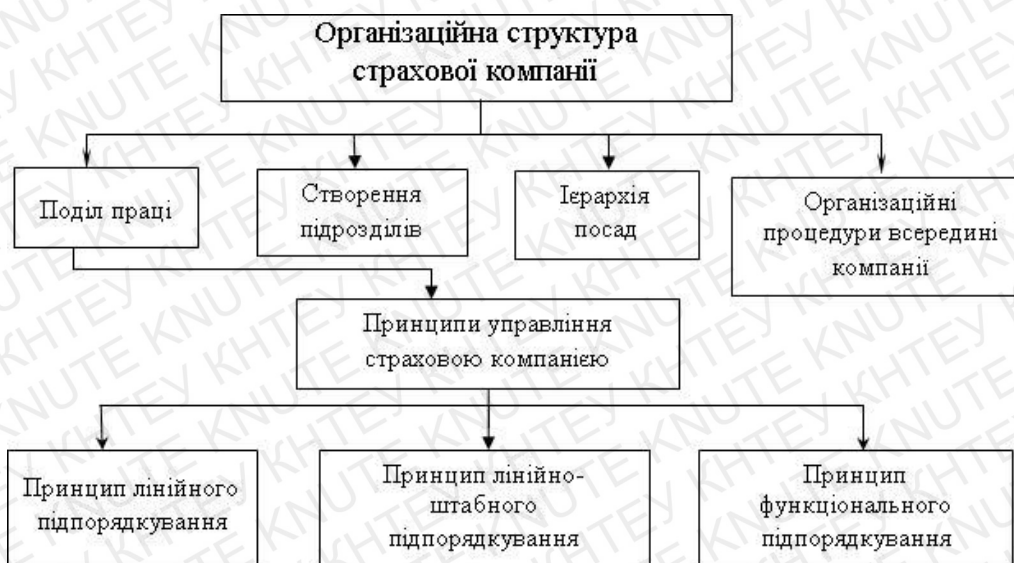 Організаційна структура
страхової компанії
Поділ праці
Створення
підрозділів
Ієрархія
посад
Організаційні
процедури всередині
компанії
Принципи управління
страховою компанією
Принцип лінійного
підпорядкування
Принцип лінійно-
штабного
підпорядкування
Принцип
функціонального
підпорядкування